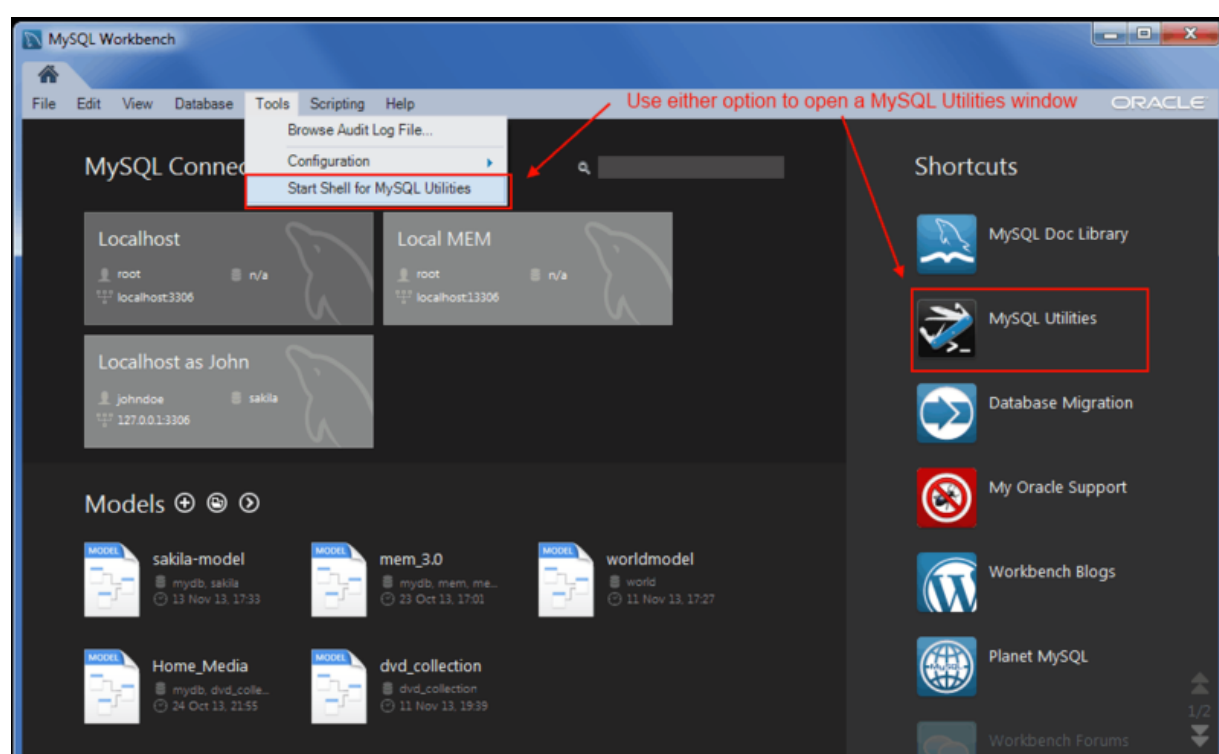 MySQL Workbench
File Edit View Database Tools Scripting Help
Use either option to open a MySQL Utilities window
ORACLE
Browse Audit Log File...
Configuration
Start Shell for MySQL Utilities
MySQL Connec
Localhost
root n/a
localhost:3306
Local MEM
root n/a
localhost:13306
Localhost as John
johndoe sakila
127.0.0.1:3306
Models
MODEL
sakila-model
mydb, sakila
13 Nov 13, 17:33
MODEL
mem_3.0
mydb, mem, me...
23 Oct 13, 17:01
MODEL
worldmodel
world
11 Nov 13, 17:27
MODEL
Home_Media
mydb, dvd_colle...
24 Oct 13, 21:55
MODEL
dvd_collection
dvd_collection
11 Nov 13, 19:39
Shortcuts
MySQL Doc Library
MySQL Utilities
Database Migration
My Oracle Support
Workbench Blogs
MySQL
Planet MySQL
Workbench Forums
1/2